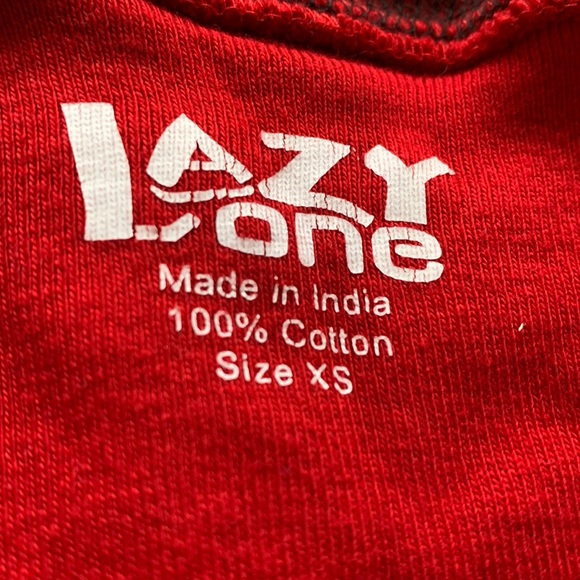 LAZY
one
Made in India
100% Cotton
Size XS